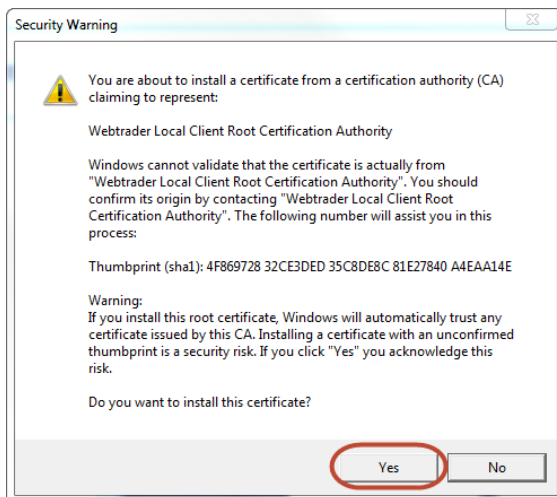 Security Warning
You are about to install a certificate from a certification authority (CA)
claiming to represent:
Webtrader Local Client Root Certification Authority
Windows cannot validate that the certificate is actually from
"Webtrader Local Client Root Certification Authority". You should
confirm its origin by contacting "Webtrader Local Client Root
Certification Authority". The following number will assist you in this
process:
Thumbprint (sha1): 4F869728 32CE3DED 35C8DE8C 81E27840 A4EAA14E
Warning:
If you install this root certificate, Windows will automatically trust any
certificate issued by this CA. Installing a certificate with an unconfirmed
thumbprint is a security risk. If you click "Yes" you acknowledge this
risk.
Do you want to install this certificate?
Yes
No